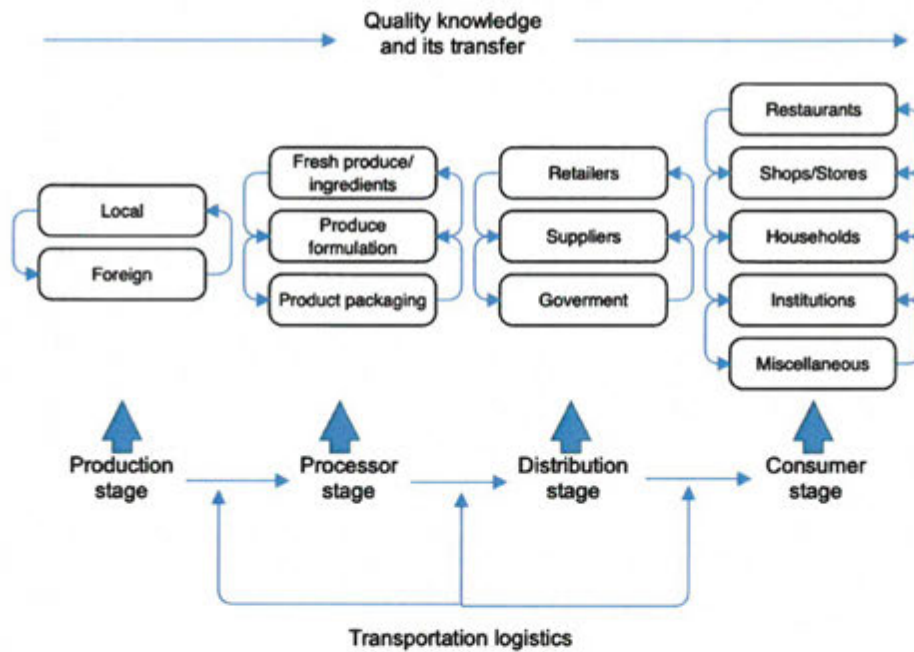 Quality knowledge
and its transfer
Restaurants
Fresh produce/
ingredients
Retailers
Shops/Stores
Local
Produce
formulation
Suppliers
Households
Foreign
Product packaging
Goverment
Institutions
Miscellaneous
Production
stage
Processor
stage
Distribution
stage
Consumer
stage
Transportation logistics